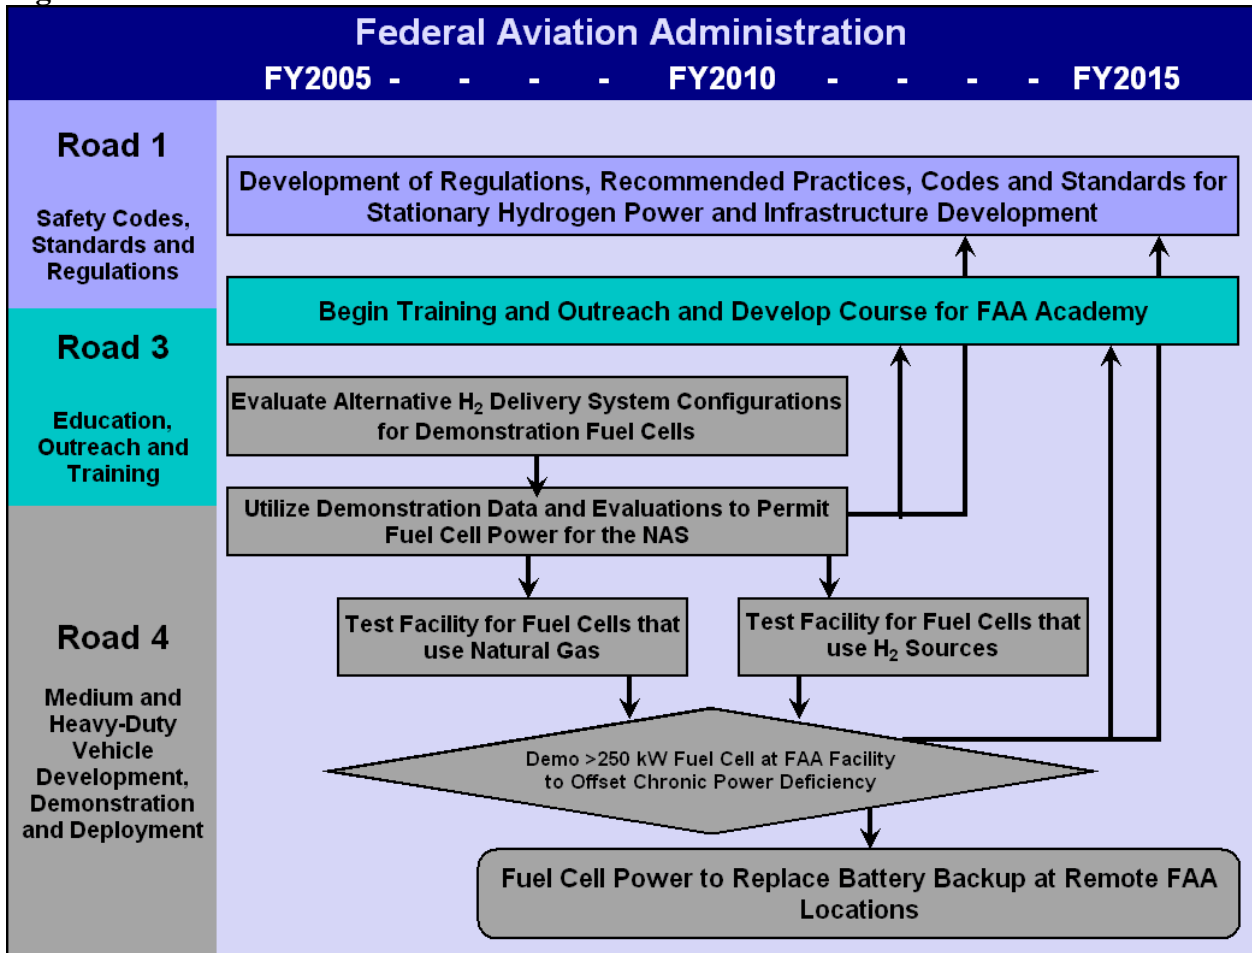 Federal Aviation Administration
FY2005 - - - - FY2010 - - - - FY2015
Road 1
Safety Codes,
Standards and
Regulations
Development of Regulations, Recommended Practices, Codes and Standards for
Stationary Hydrogen Power and Infrastructure Development
Road 3
Education,
Outreach and
Training
Begin Training and Outreach and Develop Course for FAA Academy
Evaluate Alternative H₂ Delivery System Configurations
for Demonstration Fuel Cells
Utilize Demonstration Data and Evaluations to Permit
Fuel Cell Power for the NAS
Road 4
Medium and
Heavy-Duty
Vehicle
Development,
Demonstration
and Deployment
Test Facility for Fuel Cells that
use Natural Gas
Test Facility for Fuel Cells that
use H₂ Sources
Demo >250 kW Fuel Cell at FAA Facility
to Offset Chronic Power Deficiency
Fuel Cell Power to Replace Battery Backup at Remote FAA
Locations